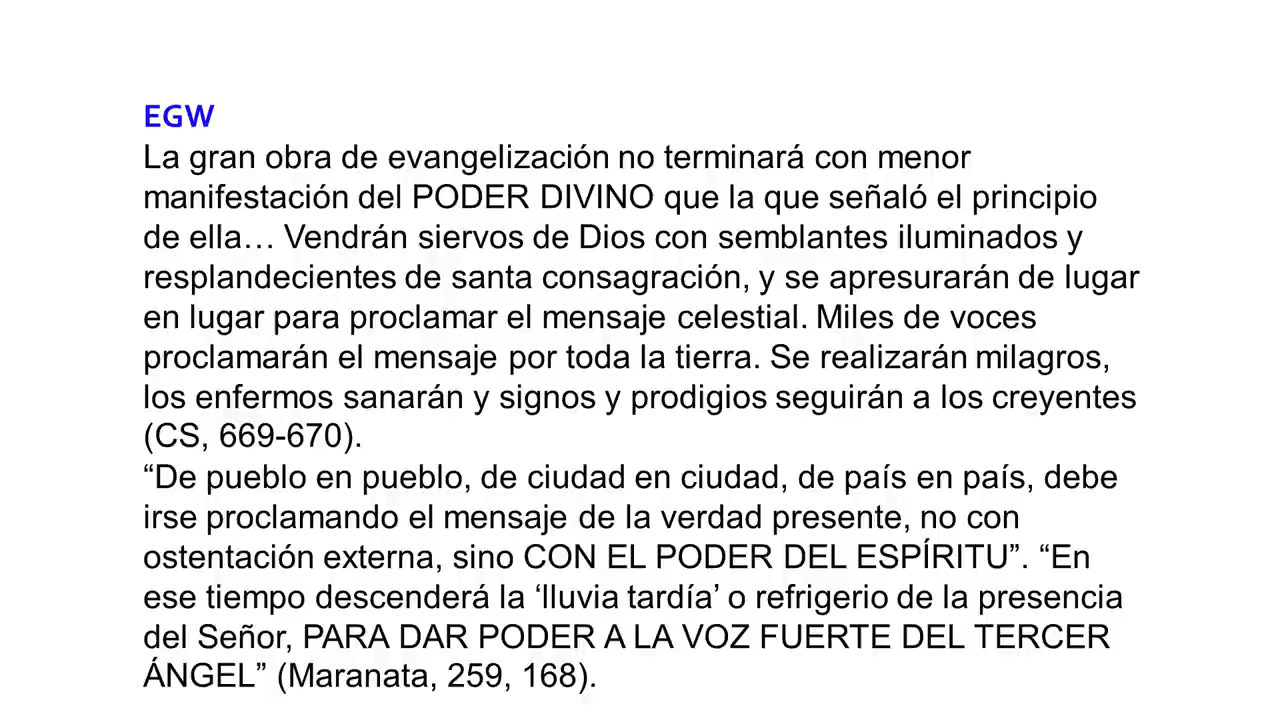 EGW
La gran obra de evangelización no terminará con menor
manifestación del PODER DIVINO que la que señaló el principio
de ella… Vendrán siervos de Dios con semblantes iluminados y
resplandecientes de santa consagración, y se apresurarán de lugar
en lugar para proclamar el mensaje celestial. Miles de voces
proclamarán el mensaje por toda la tierra. Se realizarán milagros,
los enfermos sanarán y signos y prodigios seguirán a los creyentes
(CS, 669-670).
“De pueblo en pueblo, de ciudad en ciudad, de país en país, debe
irse proclamando el mensaje de la verdad presente, no con
ostentación externa, sino CON EL PODER DEL ESPÍRITU”. “En
ese tiempo descenderá la ‘lluvia tardía’ o refrigerio de la presencia
del Señor, PARA DAR PODER A LA VOZ FUERTE DEL TERCER
ÁNGEL” (Maranata, 259, 168).